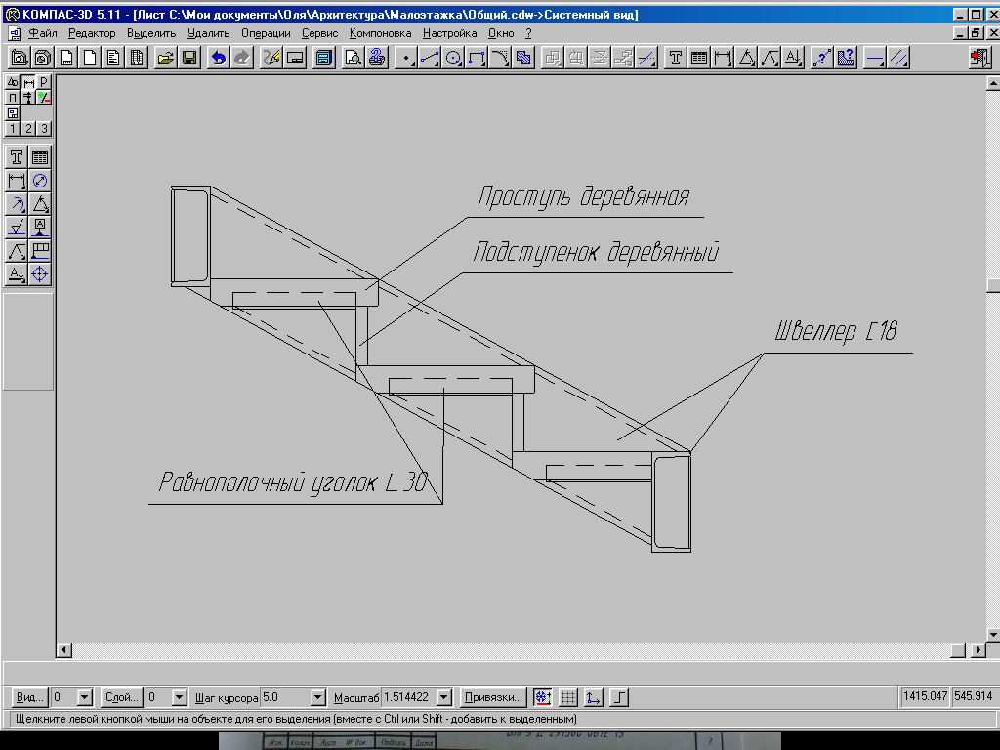 КОМПАС-3D 5.11 - [Лист C:\Мои документы\Оля\Архитектура\Малоэтажка\Общий.cdw->Системный вид]
Файл Редактор Выделить Удалить Операции Сервис Компоновка Настройка Окно ?
1 2 3
Проступь деревянная
Подступенок деревянный
Швеллер [18
Равнополочный уголок L 30
Вид... 0 Слой... 0 Шаг курсора 5.0 Масштаб 1.514422 Привязки... 1415.047 545.914
Щелкните левой кнопкой мыши на объекте для его выделения (вместе с Ctrl или Shift - добавить к выделенным)
Изм. Колич Лист № док. Подпись Дата 7